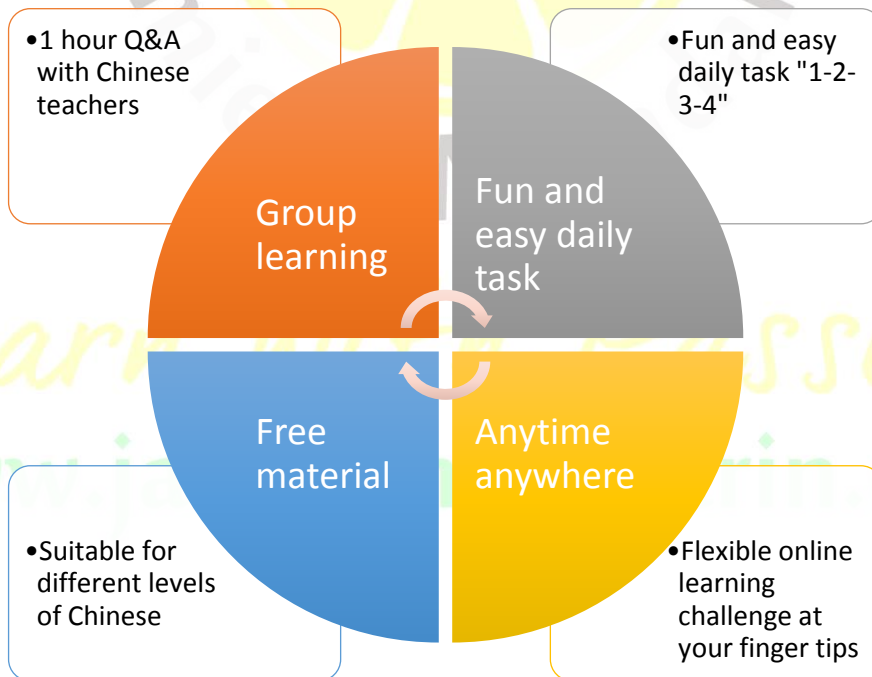 •1 hour Q&A
with Chinese
teachers
•Fun and easy
daily task "1-2-
3-4"
Group
learning
Fun and
easy daily
task
Free
material
Anytime
anywhere
•Suitable for
different levels
of Chinese
•Flexible online
learning
challenge at
your finger tips